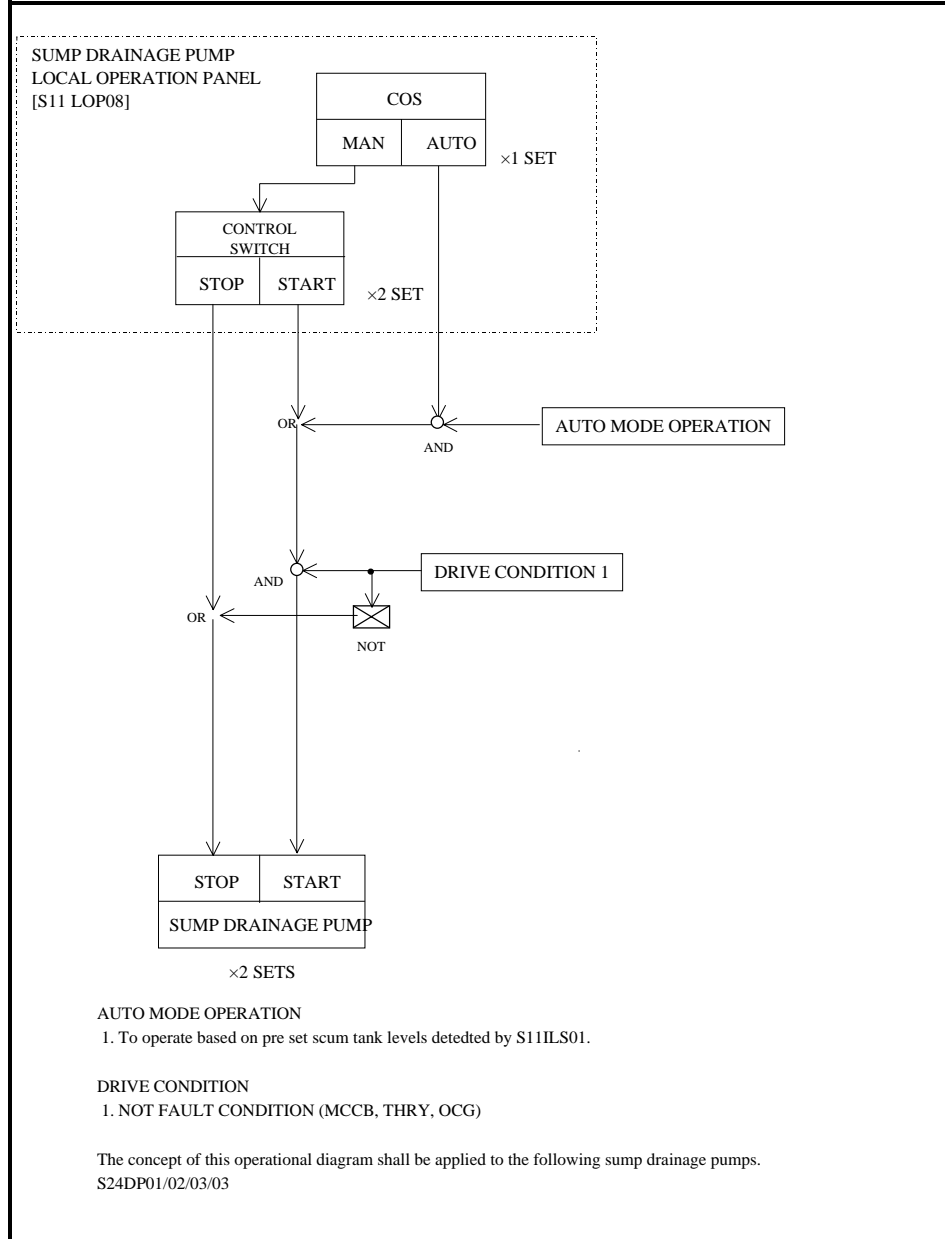 SUMP DRAINAGE PUMP
LOCAL OPERATION PANEL
[S11 LOP08]
COS
MAN AUTO
×1 SET
CONTROL
SWITCH
STOP START
×2 SET
OR
AND
AUTO MODE OPERATION
AND
DRIVE CONDITION 1
OR
NOT
STOP START
SUMP DRAINAGE PUMP
×2 SETS
AUTO MODE OPERATION
1. To operate based on pre set scum tank levels detdted by S11ILS01.
DRIVE CONDITION
1. NOT FAULT CONDITION (MCCB, THRY, OCG)
The concept of this operational diagram shall be applied to the following sump drainage pumps.
S24DP01/02/03/03